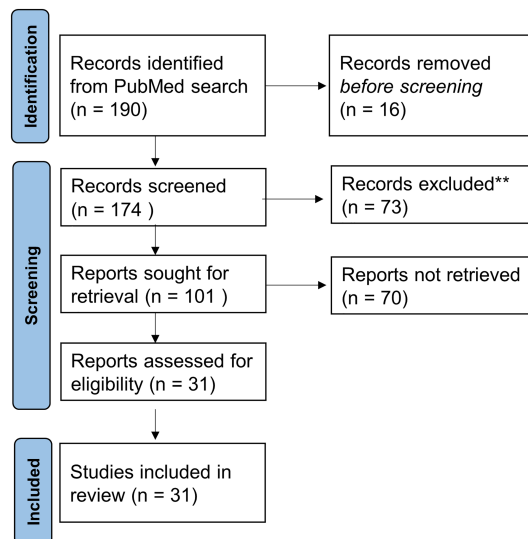 Identification
Records identified
from PubMed search
(n = 190)
Records removed
before screening
(n = 16)
Screening
Records screened
(n = 174 )
Records excluded**
(n = 73)
Reports sought for
retrieval (n = 101 )
Reports not retrieved
(n = 70)
Reports assessed for
eligibility (n = 31)
Included
Studies included in
review (n = 31)